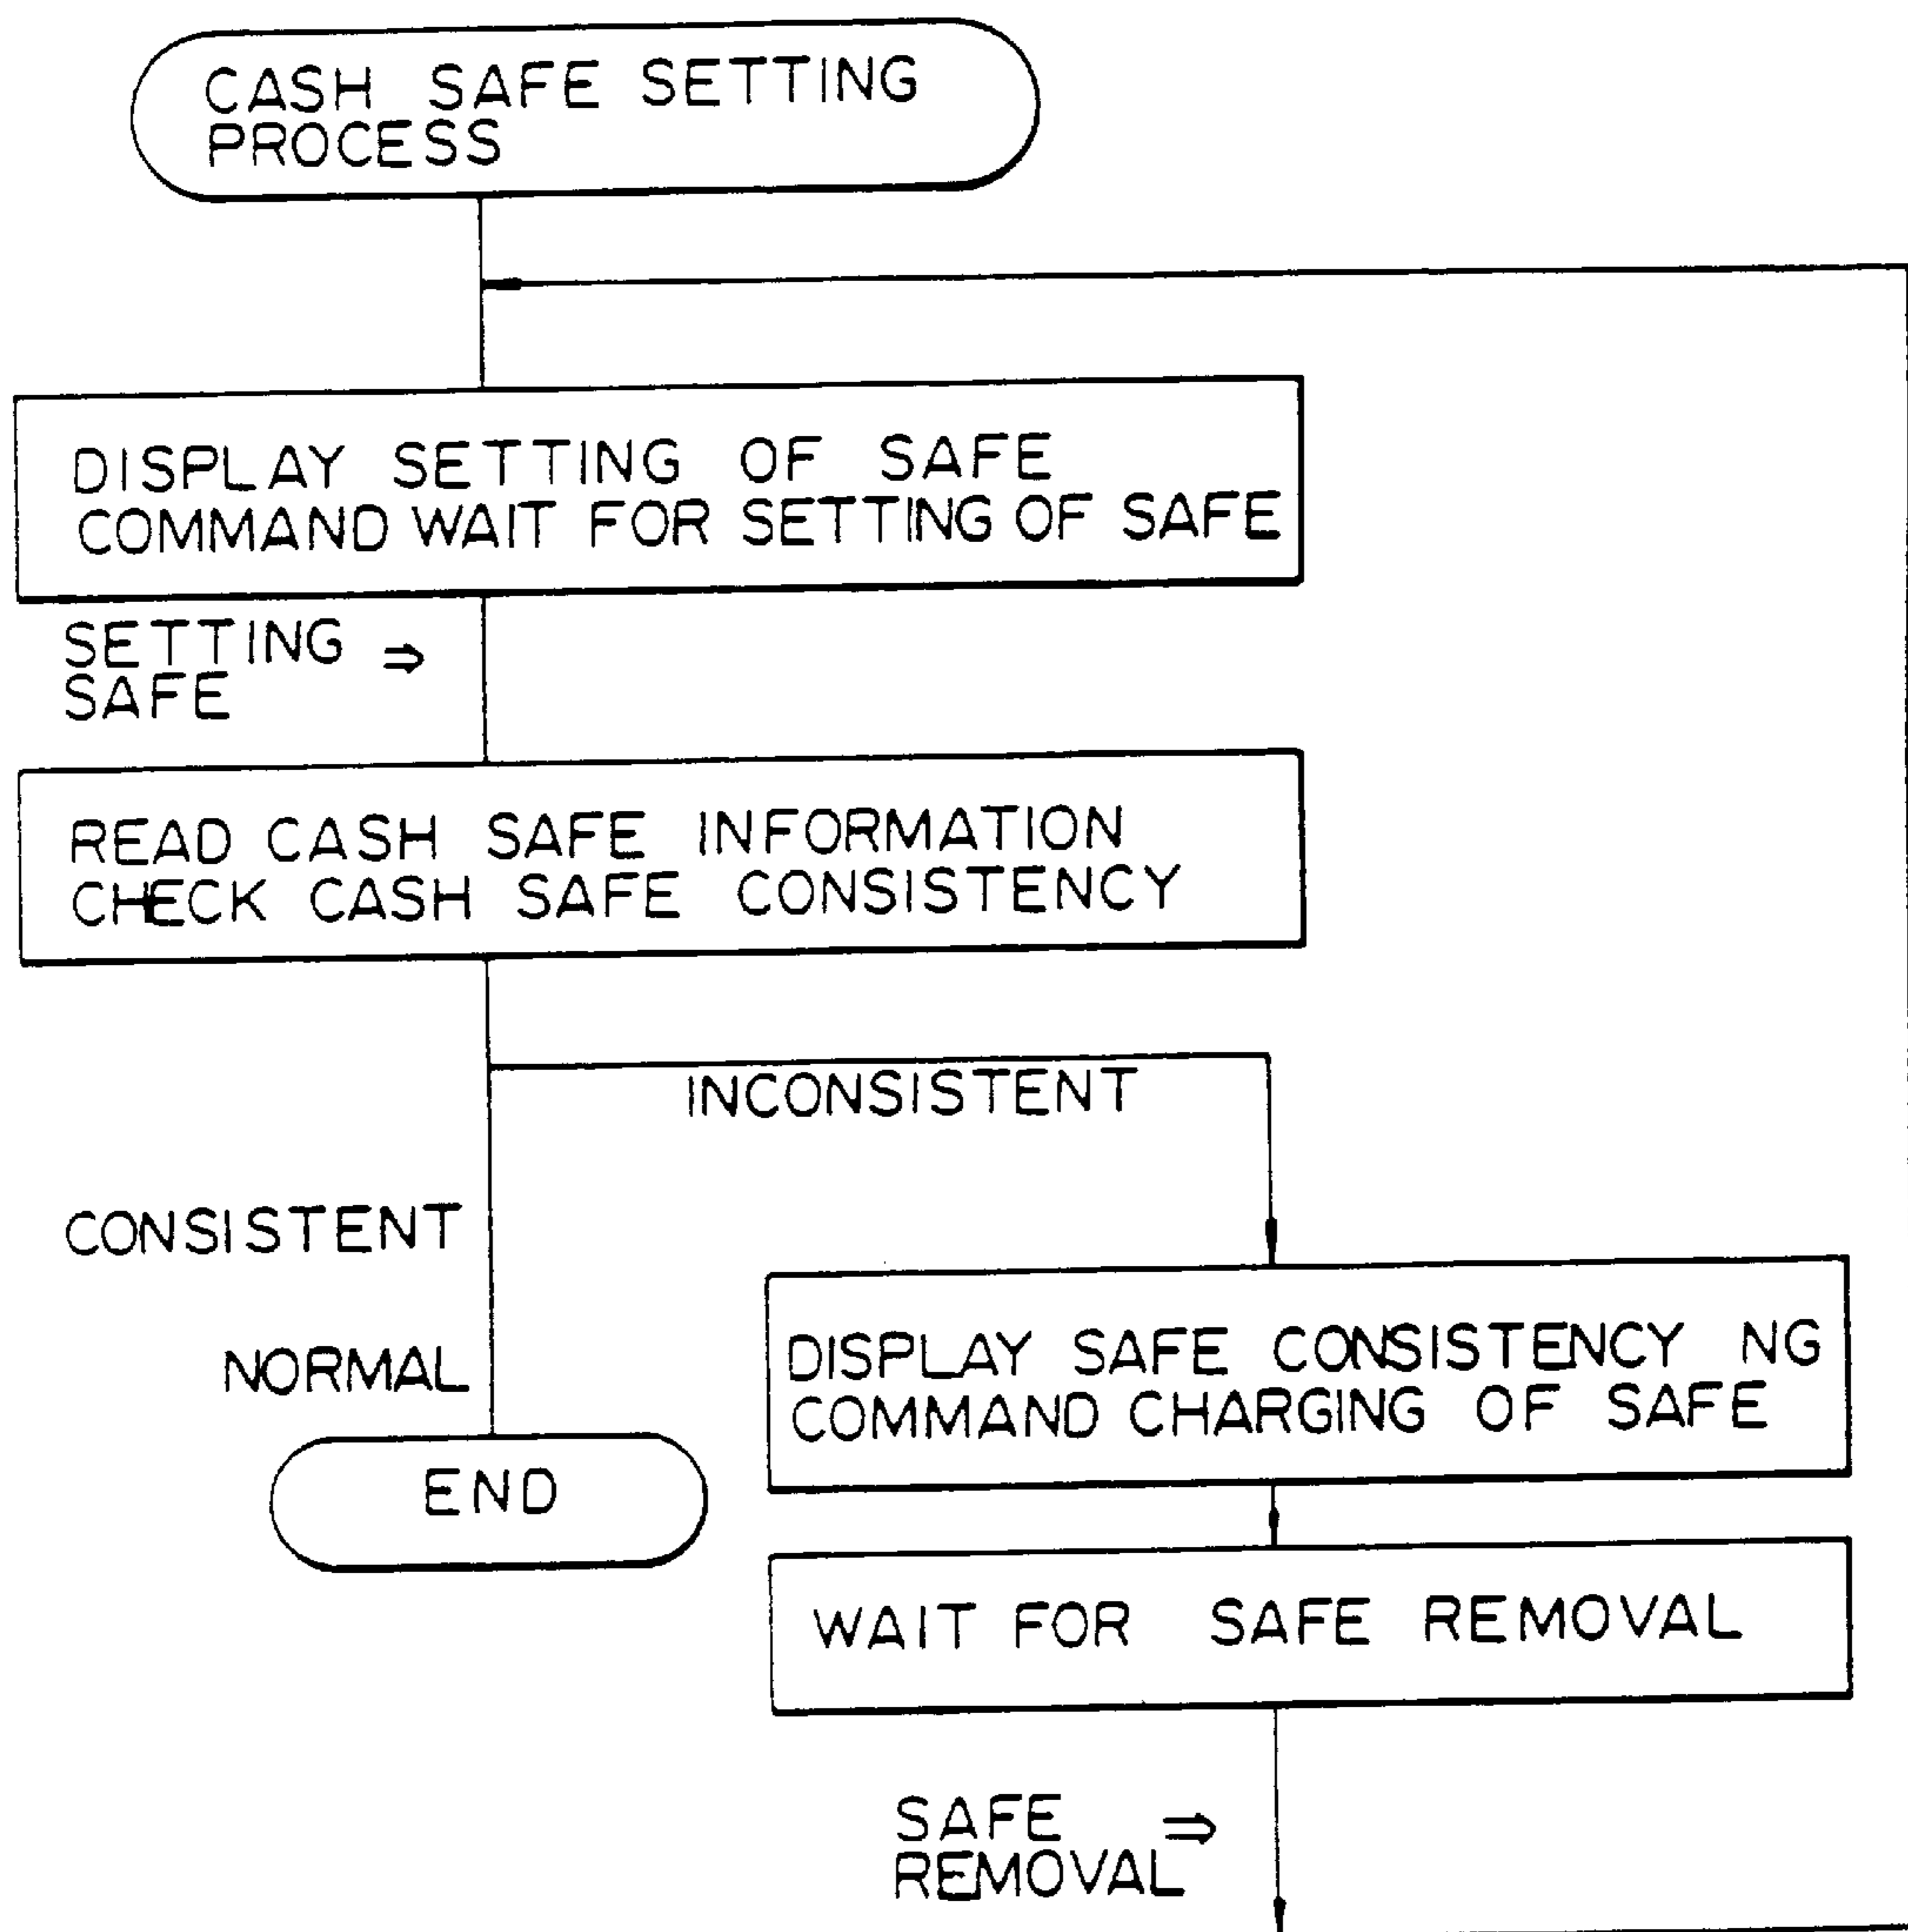 CASH SAFE SETTING
PROCESS
DISPLAY SETTING OF SAFE
COMMAND WAIT FOR SETTING OF SAFE
SETTING ⇒
SAFE
READ CASH SAFE INFORMATION
CHECK CASH SAFE CONSISTENCY
INCONSISTENT
CONSISTENT
NORMAL
END
DISPLAY SAFE CONSISTENCY NG
COMMAND CHARGING OF SAFE
WAIT FOR SAFE REMOVAL
SAFE ⇒
REMOVAL